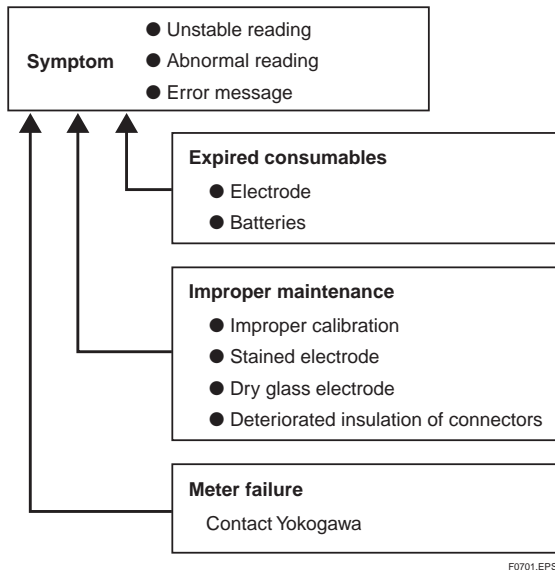 Symptom
● Unstable reading
● Abnormal reading
● Error message
Expired consumables
● Electrode
● Batteries
Improper maintenance
● Improper calibration
● Stained electrode
● Dry glass electrode
● Deteriorated insulation of connectors
Meter failure
Contact Yokogawa
F0701.EPS